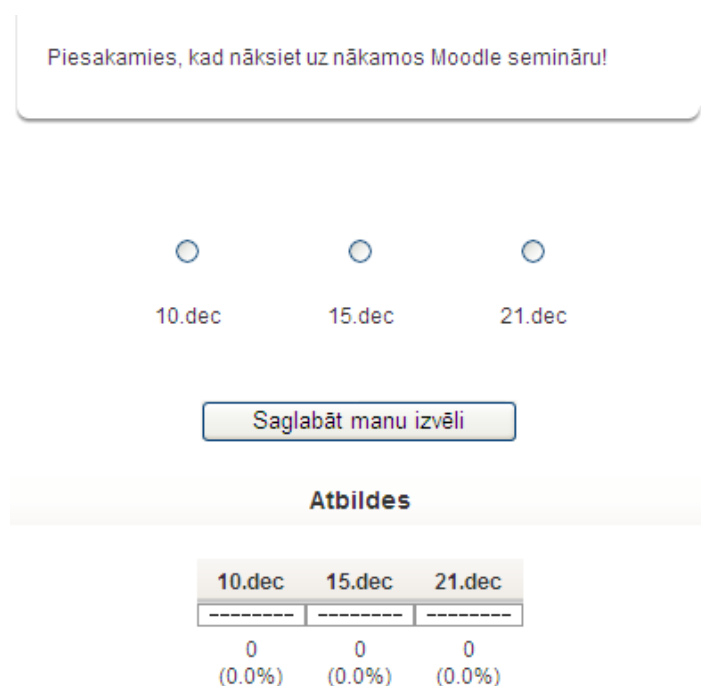 Piesakamies, kad nāksiet uz nākamos Moodle semināru!
10.dec 15.dec 21.dec
Saglabāt manu izvēli
Atbildes
10.dec 15.dec 21.dec
-------- -------- --------
0 0 0
(0.0%) (0.0%) (0.0%)